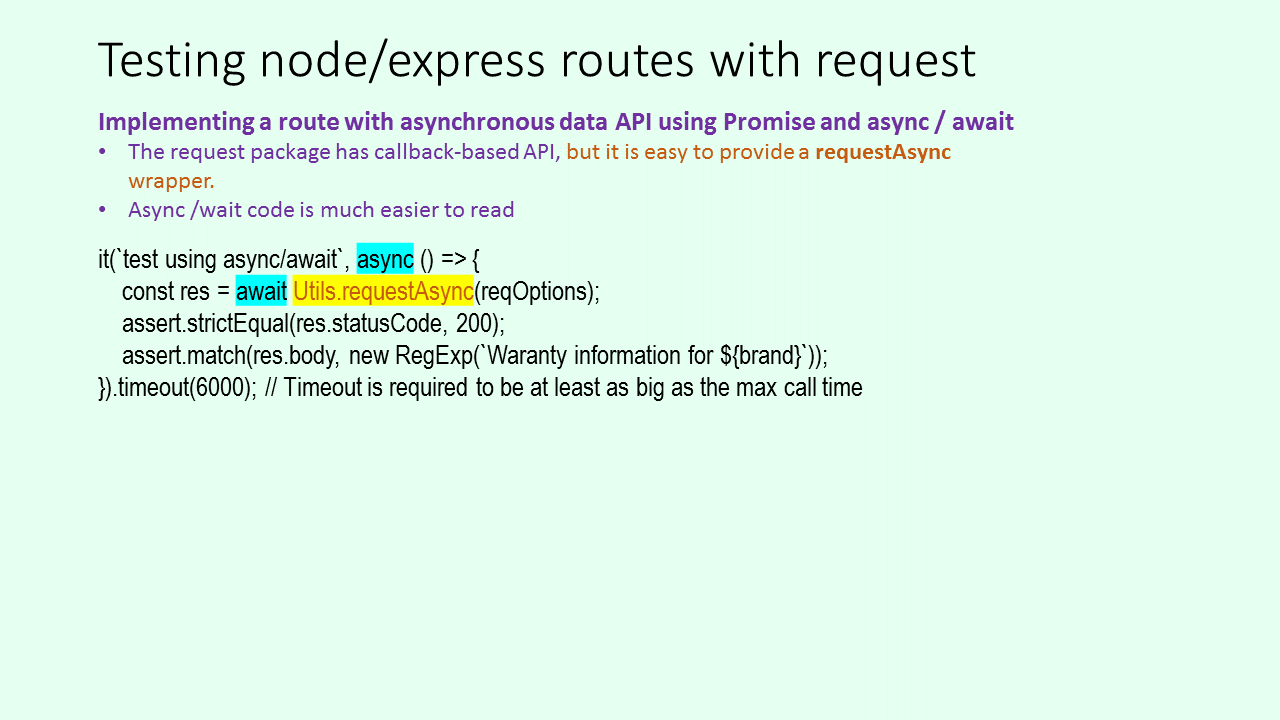 Testing node/express routes with request
Implementing a route with asynchronous data API using Promise and async / await
• The request package has callback-based API, but it is easy to provide a requestAsync
wrapper.
• Async /wait code is much easier to read
it(`test using async/await`, async () => {
const res = await Utils.requestAsync(reqOptions);
assert.strictEqual(res.statusCode, 200);
assert.match(res.body, new RegExp(`Waranty information for ${brand}`));
}).timeout(6000); // Timeout is required to be at least as big as the max call time